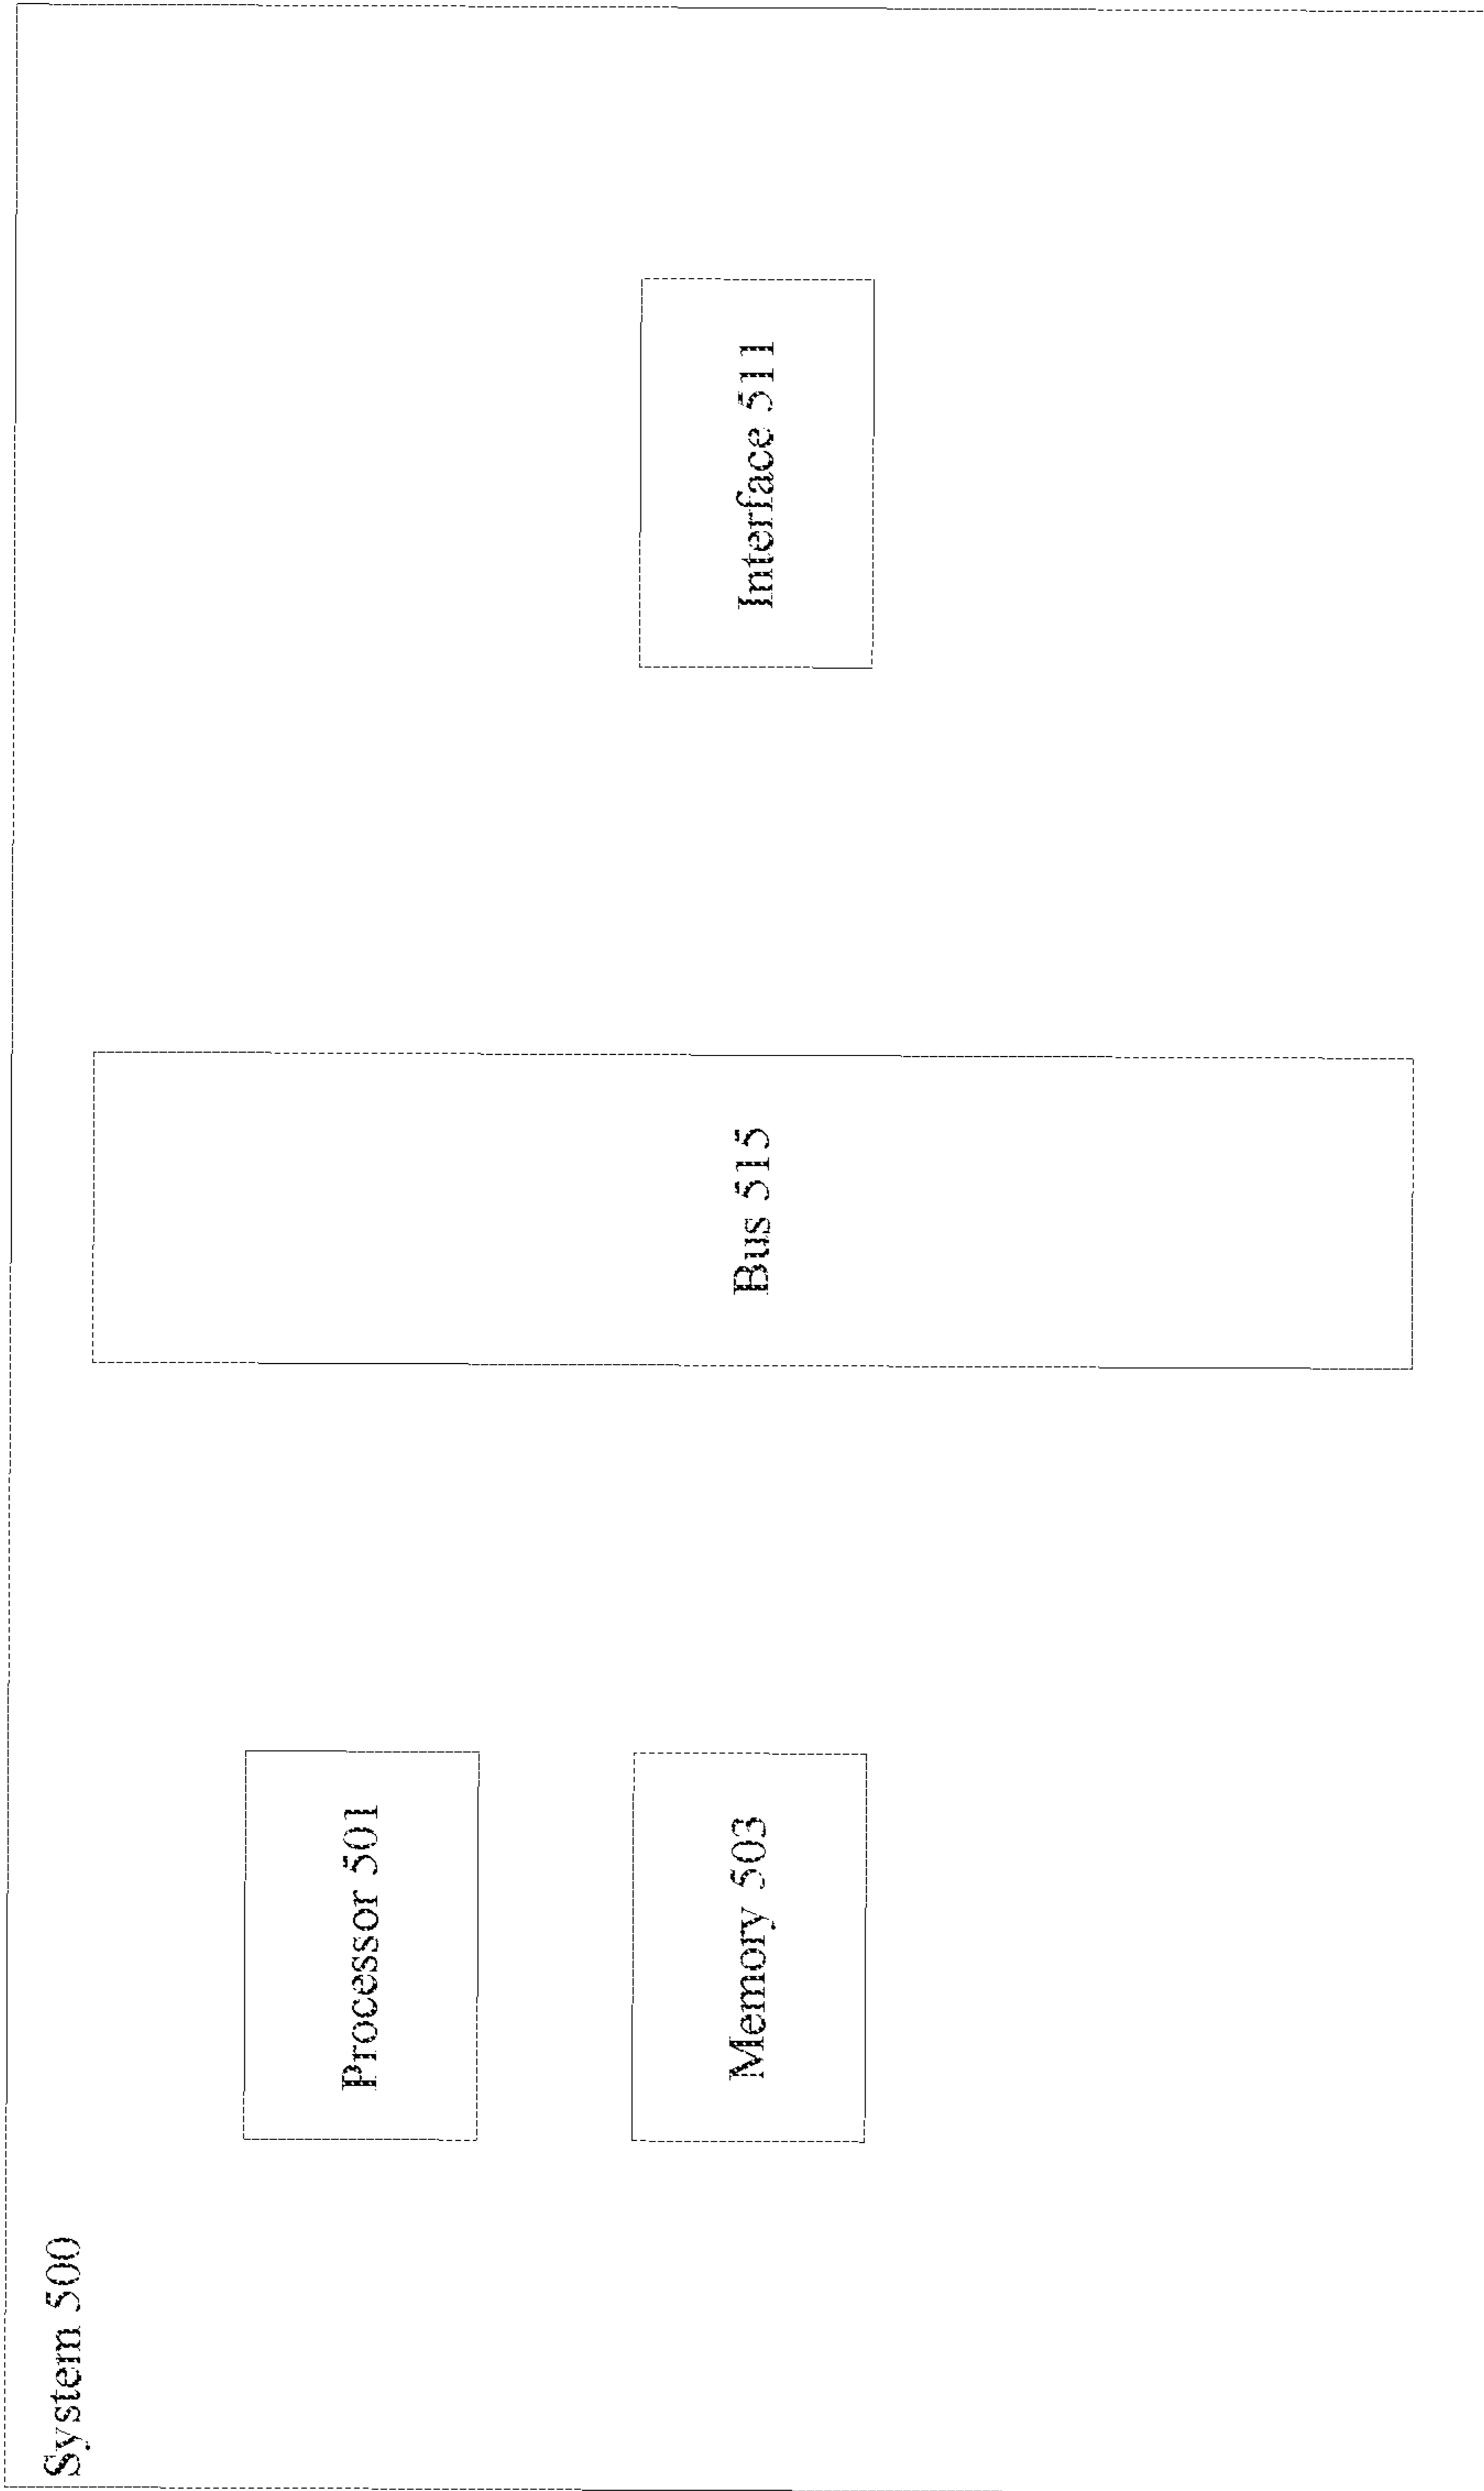 System 500
Processor 501
Memory 503
Bus 515
Interface 511